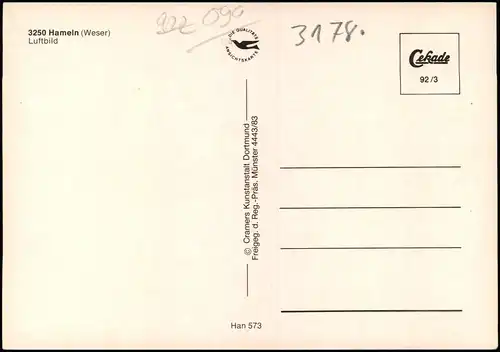 3250 Hameln (Weser)
Luftbild
922 090
DIE QUALITÄTS
ANSICHTSKARTE
3178.
Cekade
92/3
© Cramers Kunstanstalt Dortmund
Freigeg. d. Reg.-Präs. Münster 4443/83
Han 573